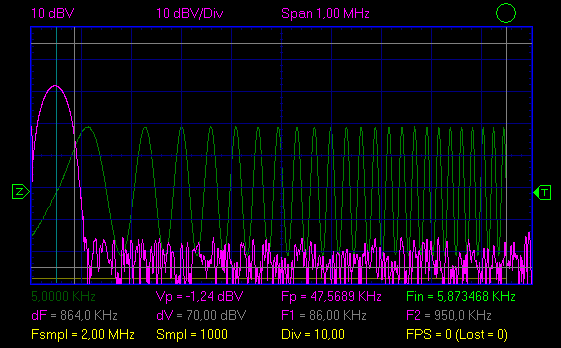 10 dBV 10 dBV/Div Span 1,00 MHz
Z T
5,0000 KHz Vp = -1,24 dBV Fp = 47,5689 KHz Fin = 5,873468 KHz
dF = 864,0 KHz dV = 70,00 dBV F1 = 86,00 KHz F2 = 950,0 KHz
Fsmpl = 2,00 MHz Smpl = 1000 Div = 10,00 FPS = 0 (Lost = 0)